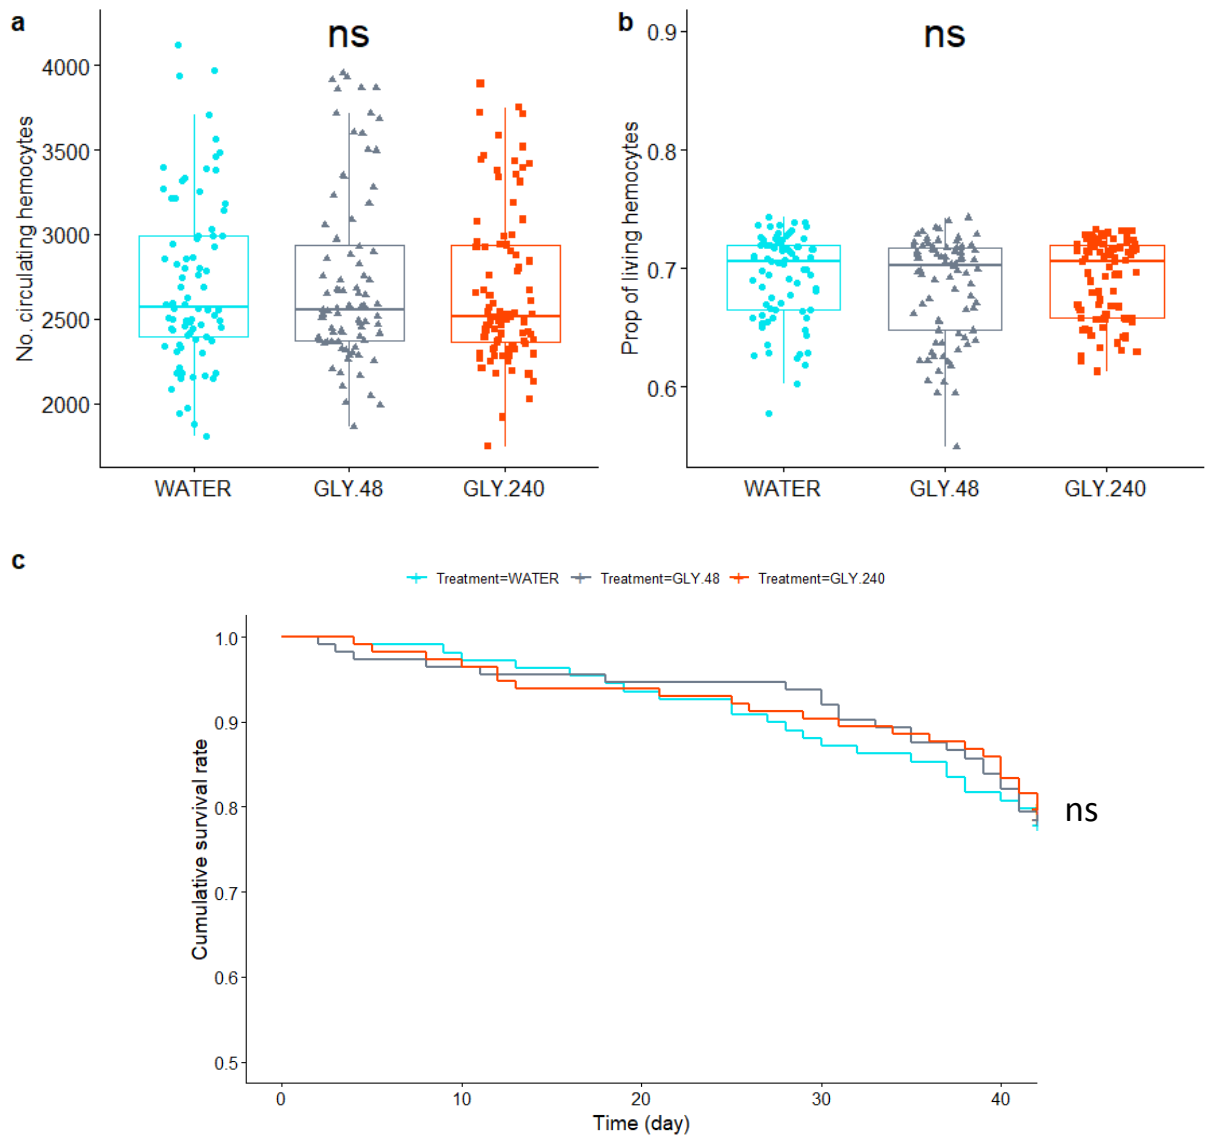 a
ns
No. circulating hemocytes
4000
3500
3000
2500
2000
WATER GLY.48 GLY.240
b
ns
Prop of living hemocytes
0.9
0.8
0.7
0.6
WATER GLY.48 GLY.240
c
Treatment=WATER Treatment=GLY.48 Treatment=GLY.240
Cumulative survival rate
1.0
0.9
0.8
0.7
0.6
0.5
ns
0 10 20 30 40
Time (day)